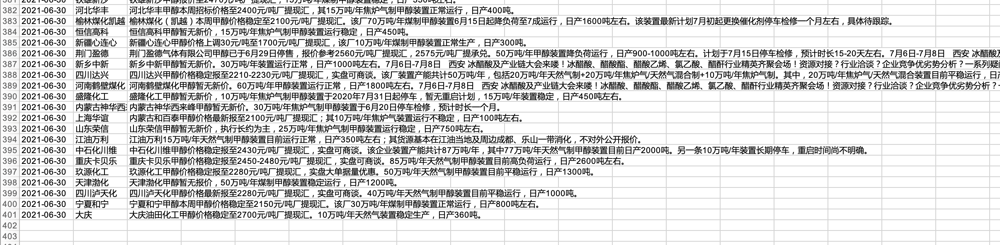 381 2021-06-30 铁雄新沙 铁雄新沙甲醇报价至2470元/吨厂提现汇，15万吨/年煤制甲醇装置稳定，日产350吨左右。
382 2021-06-30 河北华丰 河北华丰甲醇本周招标价格至2400元/吨厂提现汇，其15万吨/年焦炉气制甲醇装置正常运行，日产400吨。
383 2021-06-30 榆林煤化凯越 榆林煤化（凯越）本周甲醇价格稳定至2100元/吨厂提现汇。该厂70万吨/年煤制甲醇装置6月15日起降负荷至7成运行，日产1600吨左右。该装置最新计划7月初起更换催化剂停车检修一个月左右，具体待跟踪。
384 2021-06-30 恒信高科 恒信高科甲醇暂无新价，15万吨/年焦炉气制甲醇装置运行稳定，日产450吨。
385 2021-06-30 新疆心连心 新疆心连心甲醇价格上调30元/吨至1700元/吨厂提现汇，该厂10万吨/年煤制甲醇装置正常生产，日产300吨。
386 2021-06-30 荆门盈德 荆门盈德气体有限公司甲醇已于6月29日停售，报价参考2560元/吨厂提现汇，2575元/吨厂提承兑。50万吨/年甲醇装置降负荷运行，日产900-1000吨左右。计划于7月15日停车检修，预计时长15-20天左右。7月6日-7月8日 西安 冰醋酸及
387 2021-06-30 新乡中新 新乡中新甲醇暂无新价。30万吨/年装置运行正常，日产1000吨左右。7月6日-7月8日 西安 冰醋酸及产业链大会来喽！冰醋酸、醋酸酯、醋酸乙烯、氯乙酸、醋酐行业精英齐聚会场！资源对接？行业洽谈？企业竞争优劣势分析？一系列疑问
388 2021-06-30 四川达兴 四川达兴甲醇价格稳定报至2210-2230元/吨厂提现汇，实盘可商谈。该厂装置产能共计50万吨/年，包括20万吨/年天然气制+20万吨/年焦炉气/天然气混合制+10万吨/年焦炉气制。其中，20万吨/年焦炉气/天然气混合装置目前平稳运行，日产
389 2021-06-30 河南鹤壁煤化 河南鹤壁煤化甲醇暂无新价。60万吨/年甲醇装置运行正常，日产1800吨左右。7月6日-7月8日 西安 冰醋酸及产业链大会来喽！冰醋酸、醋酸酯、醋酸乙烯、氯乙酸、醋酐行业精英齐聚会场！资源对接？行业洽谈？企业竞争优劣势分析？
390 2021-06-30 盛隆化工 盛隆化工甲醇暂无新价，10万吨/年焦炉气制甲醇装置于2020年7月31日起停车，暂无重启计划，15万吨/年装置稳定，日产450吨左右。
391 2021-06-30 内蒙古神华西 内蒙古神华西来峰甲醇暂无新价。30万吨/年焦炉气制甲醇装置于6月20日停车检修，预计时长一个月。
392 2021-06-30 上海华谊 内蒙古和百泰甲醇价格最新报至2100元/吨厂提现汇；其10万吨/年焦炉气装置运行不稳定，日产100吨左右。
393 2021-06-30 山东荣信 山东荣信甲醇暂无新价，执行长约为主，25万吨/年焦炉气制甲醇装置运行稳定，日产750吨左右。
394 2021-06-30 江油万利 江油万利15万吨/年天然气制甲醇装置目前运行正常，日产350吨左右；其货源基本在江油当地及周边成都、乐山一带消化，不对外公开报价。
395 2021-06-30 中石化川维 中石化川维甲醇价格稳定报至2430元/吨厂提现汇，实盘可商谈。该企业装置产能共计87万吨/年，其中77万吨/年天然气制甲醇装置目前日产2000吨。另一条10万吨/年装置长期停车，重启时间尚不明确。
396 2021-06-30 重庆卡贝乐 重庆卡贝乐甲醇价格稳定报至2450-2480元/吨厂提现汇，实盘可商谈。85万吨/年天然气制甲醇装置目前高负荷运行，日产2600吨左右。
397 2021-06-30 玖源化工 玖源化工甲醇价格稳定报至2280元/吨厂提现汇，实盘大单据量优惠。50万吨/年天然气制甲醇装置目前平稳运行，日产1300吨。
398 2021-06-30 天津渤化 天津渤化甲醇暂无报价，50万吨/年煤制甲醇装置稳定运行，日产1200吨。
399 2021-06-30 四川泸天化 四川泸天化甲醇价格最新报至2280元/吨厂提现汇，实盘可商谈。40万吨/年天然气制甲醇装置目前平稳运行，日产1000吨。
400 2021-06-30 宁夏和宁 宁夏和宁甲醇本周甲醇价格稳定至2150元/吨厂提现汇。该厂30万吨/年煤制甲醇装置正常运行，日产800吨左右。
401 2021-06-30 大庆 大庆油田化工甲醇价格稳定至2700元/吨厂提现汇。10万吨/年天然气装置稳定生产，日产360吨。
402
403